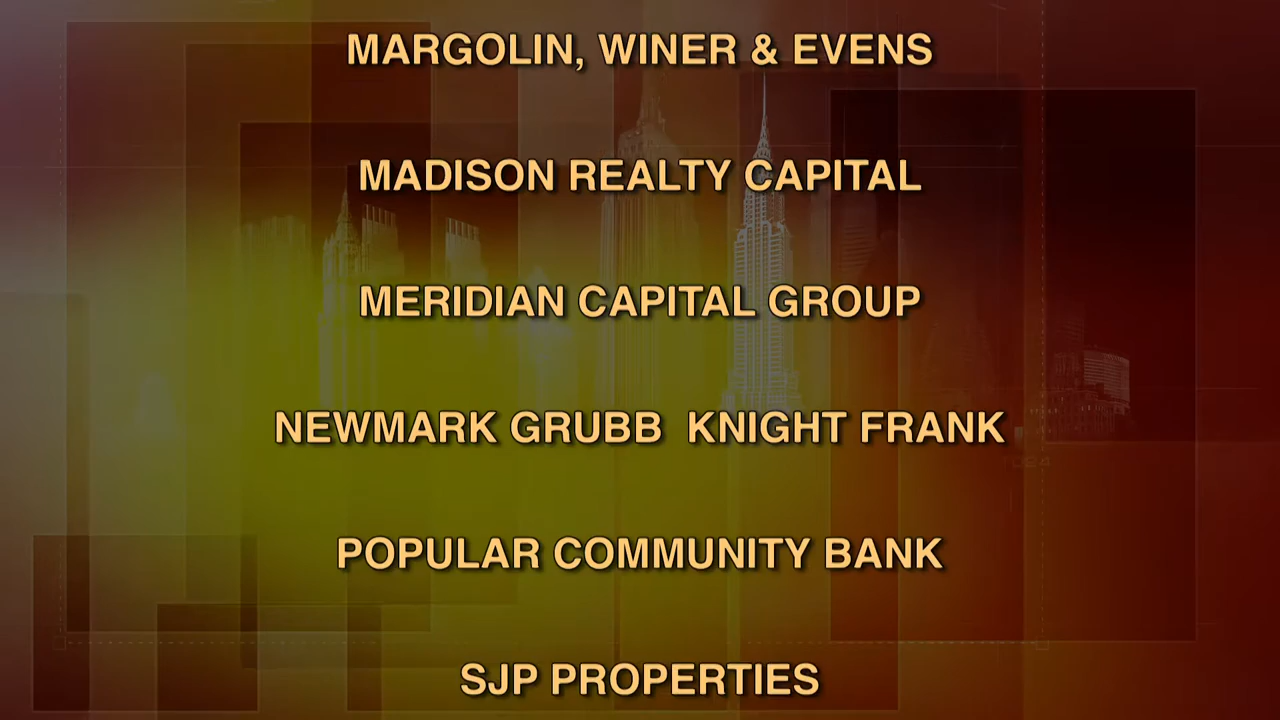 MARGOLIN, WINER & EVENS
MADISON REALTY CAPITAL
MERIDIAN CAPITAL GROUP
NEWMARK GRUBB  KNIGHT FRANK
POPULAR COMMUNITY BANK
SJP PROPERTIES